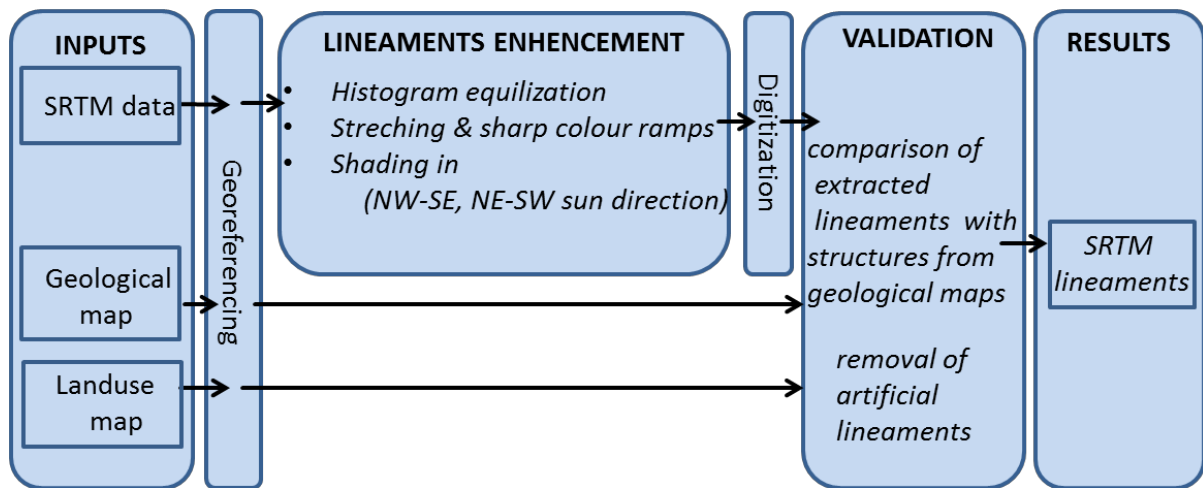 INPUTS
SRTM data
Geological
map
Landuse
map
Georeferencing
LINEAMENTS ENHENCEMENT
• Histogram equilization
• Streching & sharp colour ramps
• Shading in
(NW-SE, NE-SW sun direction)
Digitization
VALIDATION
comparison of
extracted
lineaments with
structures from
geological maps
removal of
artificial
lineaments
RESULTS
SRTM
lineaments